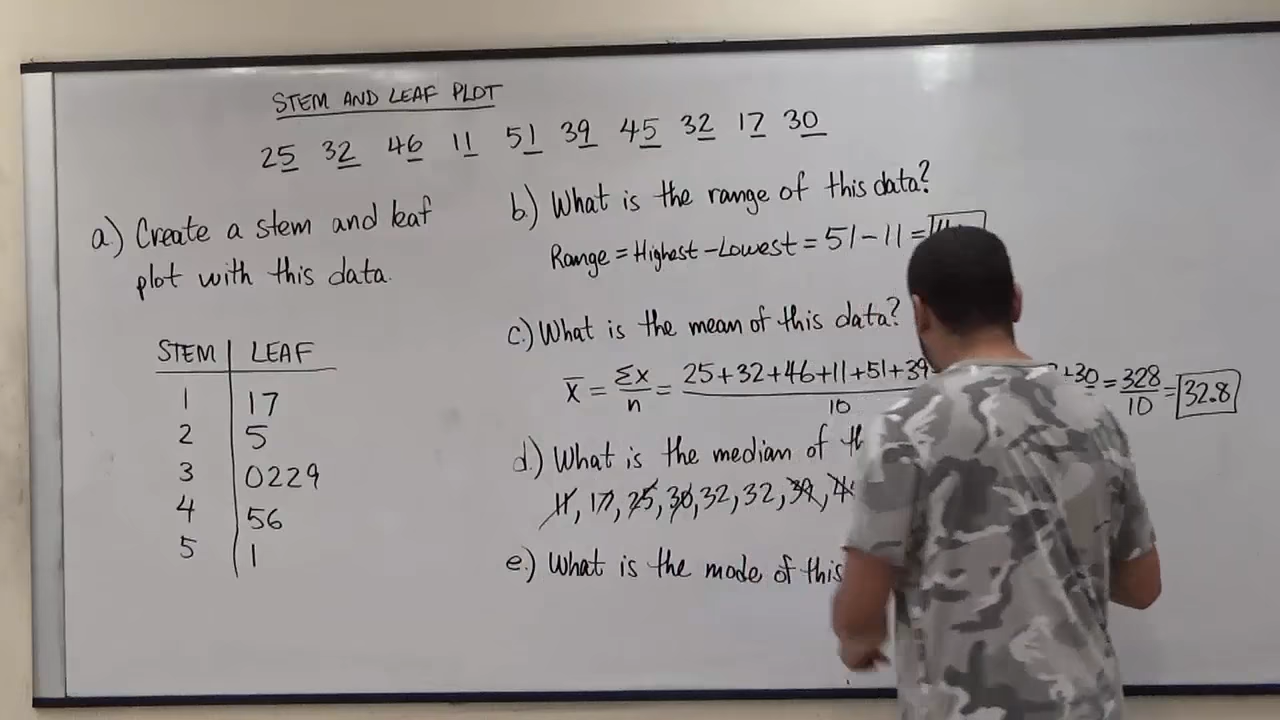 STEM AND LEAF PLOT
25 32 46 11 51 39 45 32 17 30
a.) Create a stem and leaf
plot with this data.
STEM LEAF
1 17
2 5
3 0229
4 56
5 1
b.) What is the range of this data?
Range = Highest - Lowest = 51 - 11 =
c.) What is the mean of this data?
x̄ = Σx/n = 25+32+46+11+51+39 +30 / 10 = 328/10 = 32.8
d.) What is the median of
11, 17, 25, 30, 32, 32, 39,
e.) What is the mode of this